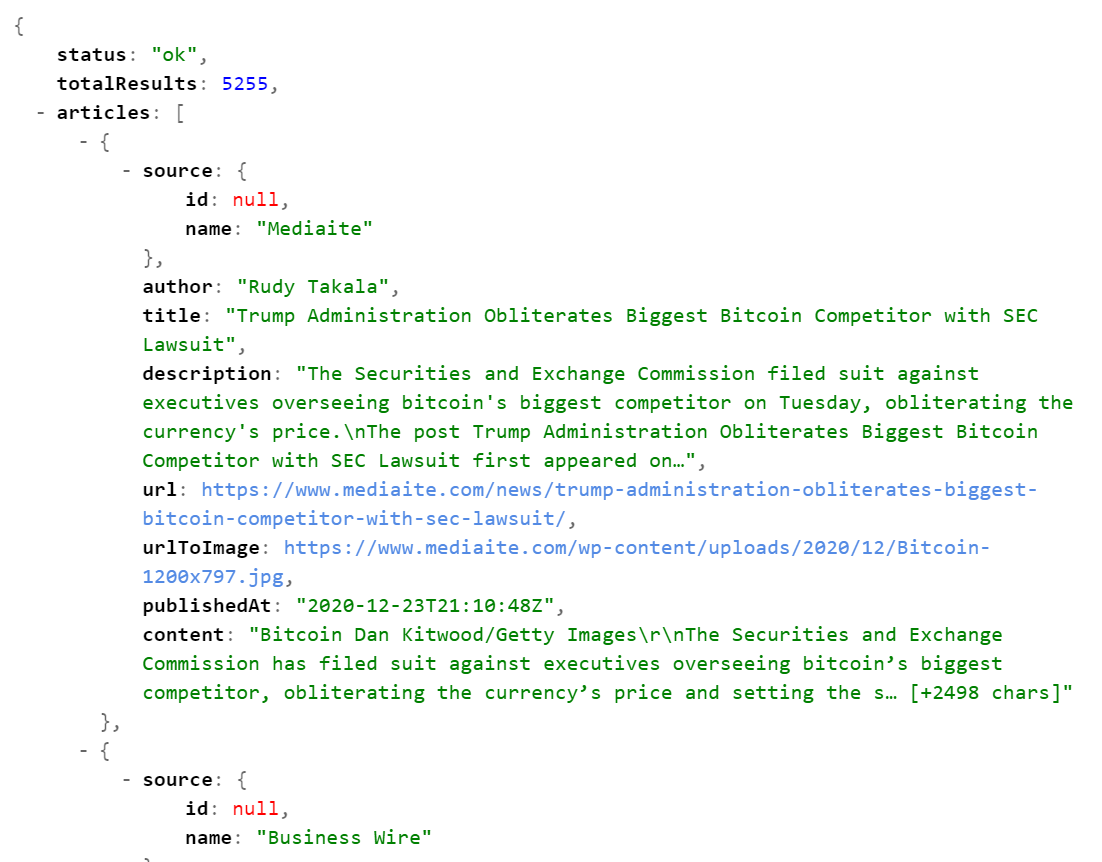 {
status: "ok",
totalResults: 5255,
- articles: [
- {
- source: {
id: null,
name: "Mediaite"
},
author: "Rudy Takala",
title: "Trump Administration Obliterates Biggest Bitcoin Competitor with SEC
Lawsuit",
description: "The Securities and Exchange Commission filed suit against
executives overseeing bitcoin's biggest competitor on Tuesday, obliterating the
currency's price.\nThe post Trump Administration Obliterates Biggest Bitcoin
Competitor with SEC Lawsuit first appeared on…",
url: https://www.mediaite.com/news/trump-administration-obliterates-biggest-
bitcoin-competitor-with-sec-lawsuit/,
urlToImage: https://www.mediaite.com/wp-content/uploads/2020/12/Bitcoin-
1200x797.jpg,
publishedAt: "2020-12-23T21:10:48Z",
content: "Bitcoin Dan Kitwood/Getty Images\r\nThe Securities and Exchange
Commission has filed suit against executives overseeing bitcoin’s biggest
competitor, obliterating the currency’s price and setting the s… [+2498 chars]"
},
- {
- source: {
id: null,
name: "Business Wire"